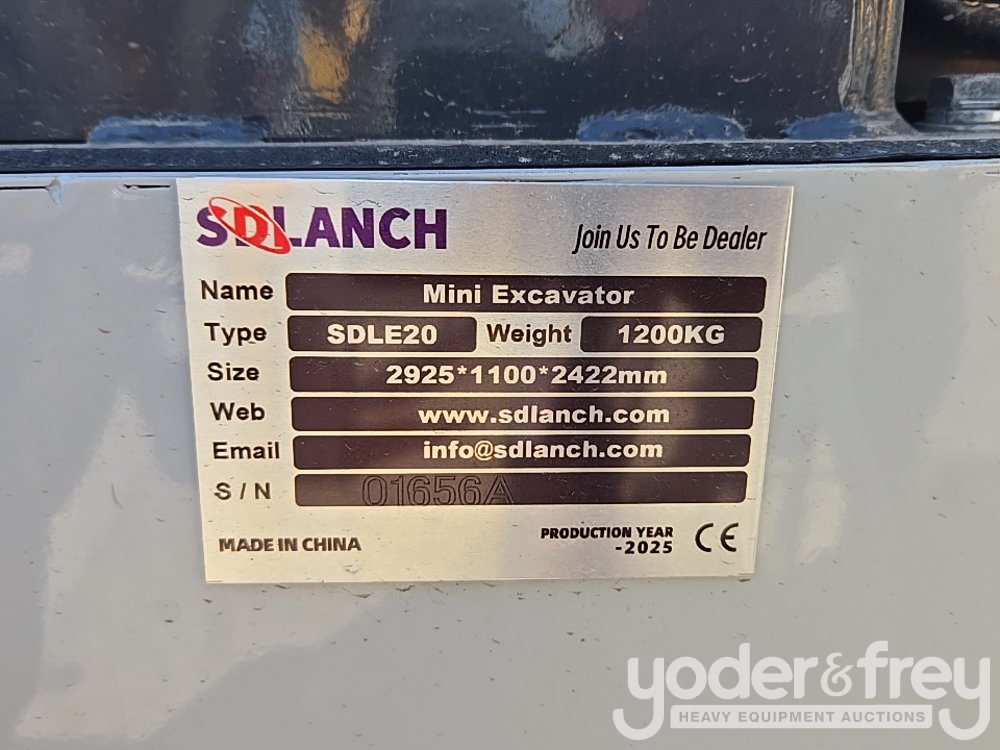 SDLANCH
Join Us To Be Dealer
Name Mini Excavator
Type SDLE20 Weight 1200KG
Size 2925*1100*2422mm
Web www.sdlanch.com
Email info@sdlanch.com
S / N 01656A
MADE IN CHINA
PRODUCTION YEAR
-2025
CE
yoder&frey
HEAVY EQUIPMENT AUCTIONS